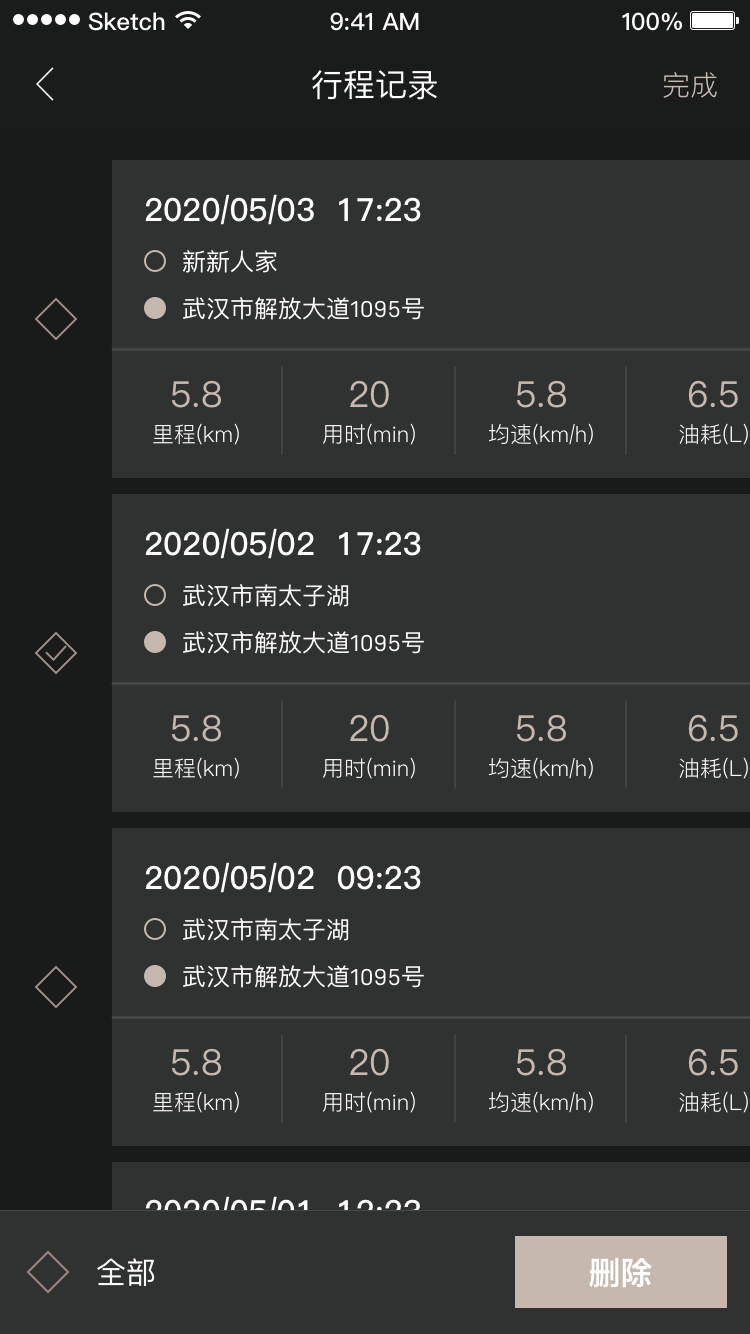 Sketch 9:41 AM 100%
行程记录 完成
2020/05/03 17:23
新新人家
武汉市解放大道1095号
5.8 20 5.8 6.5
里程(km) 用时(min) 均速(km/h) 油耗(L)
2020/05/02 17:23
武汉市南太子湖
武汉市解放大道1095号
5.8 20 5.8 6.5
里程(km) 用时(min) 均速(km/h) 油耗(L)
2020/05/02 09:23
武汉市南太子湖
武汉市解放大道1095号
5.8 20 5.8 6.5
里程(km) 用时(min) 均速(km/h) 油耗(L)
2020/05/01 12:23
全部 删除